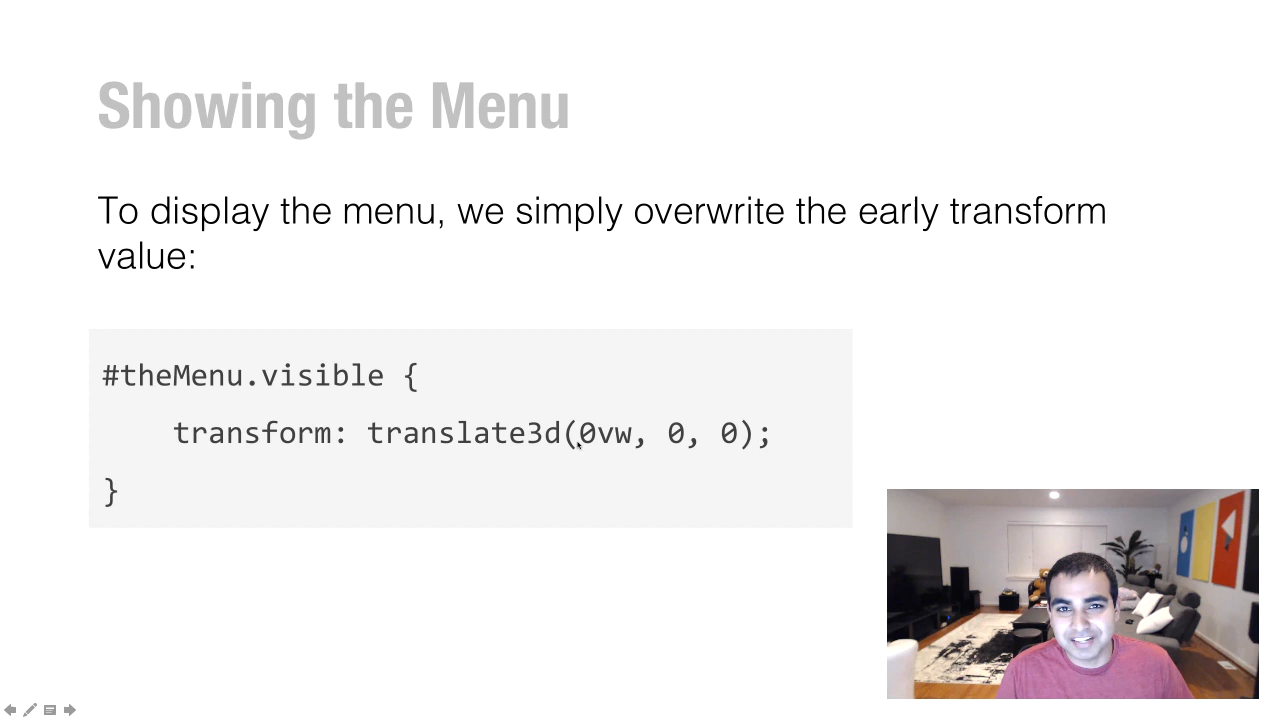 Showing the Menu
To display the menu, we simply overwrite the early transform
value:
#theMenu.visible {
    transform: translate3d(0vw, 0, 0);
}